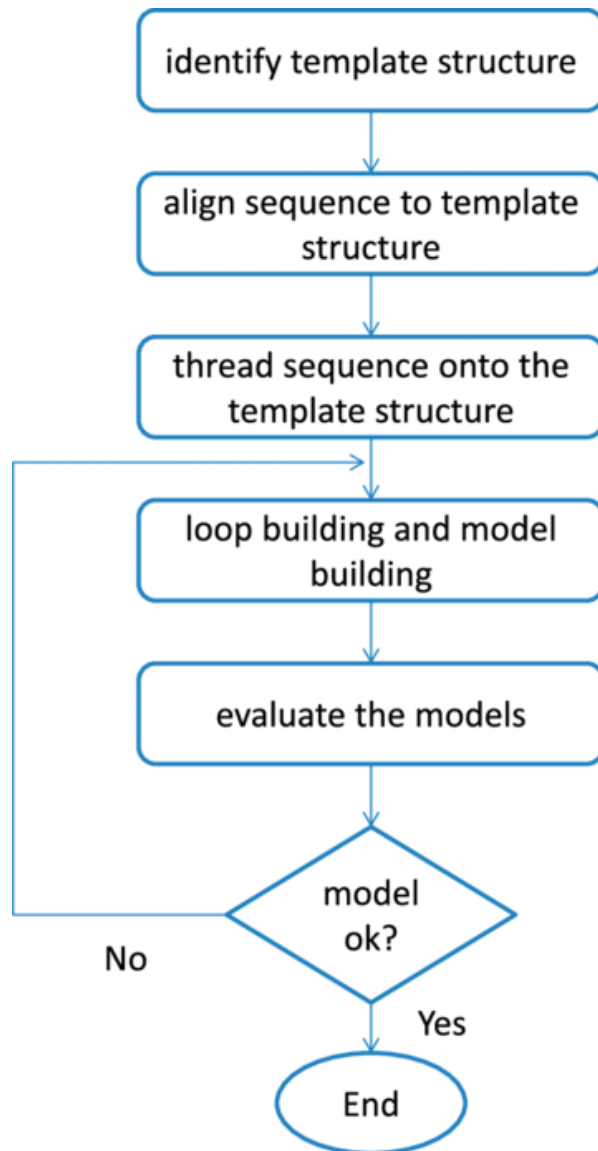 identify template structure
align sequence to template
structure
thread sequence onto the
template structure
loop building and model
building
evaluate the models
model
ok?
No
Yes
End